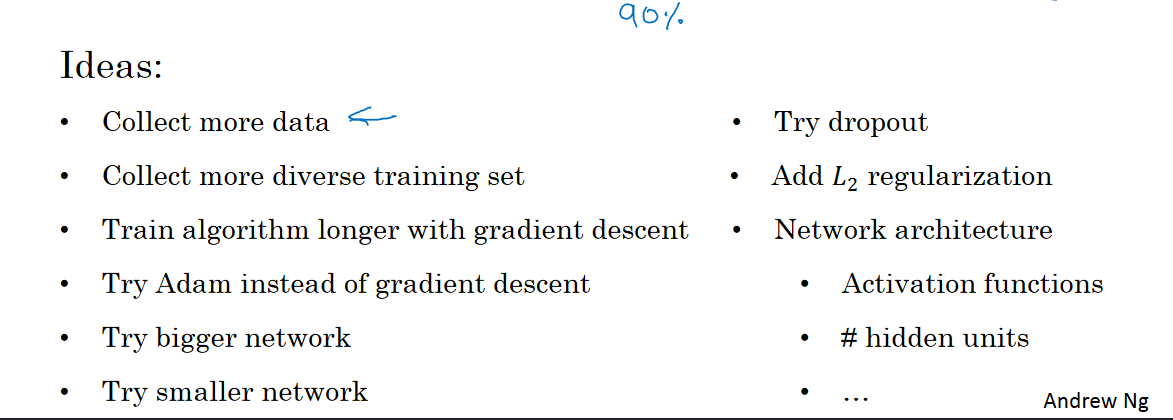 90%
Ideas:
• Collect more data
• Collect more diverse training set
• Train algorithm longer with gradient descent
• Try Adam instead of gradient descent
• Try bigger network
• Try smaller network
• Try dropout
• Add L₂ regularization
• Network architecture
• Activation functions
• # hidden units
• …
Andrew Ng